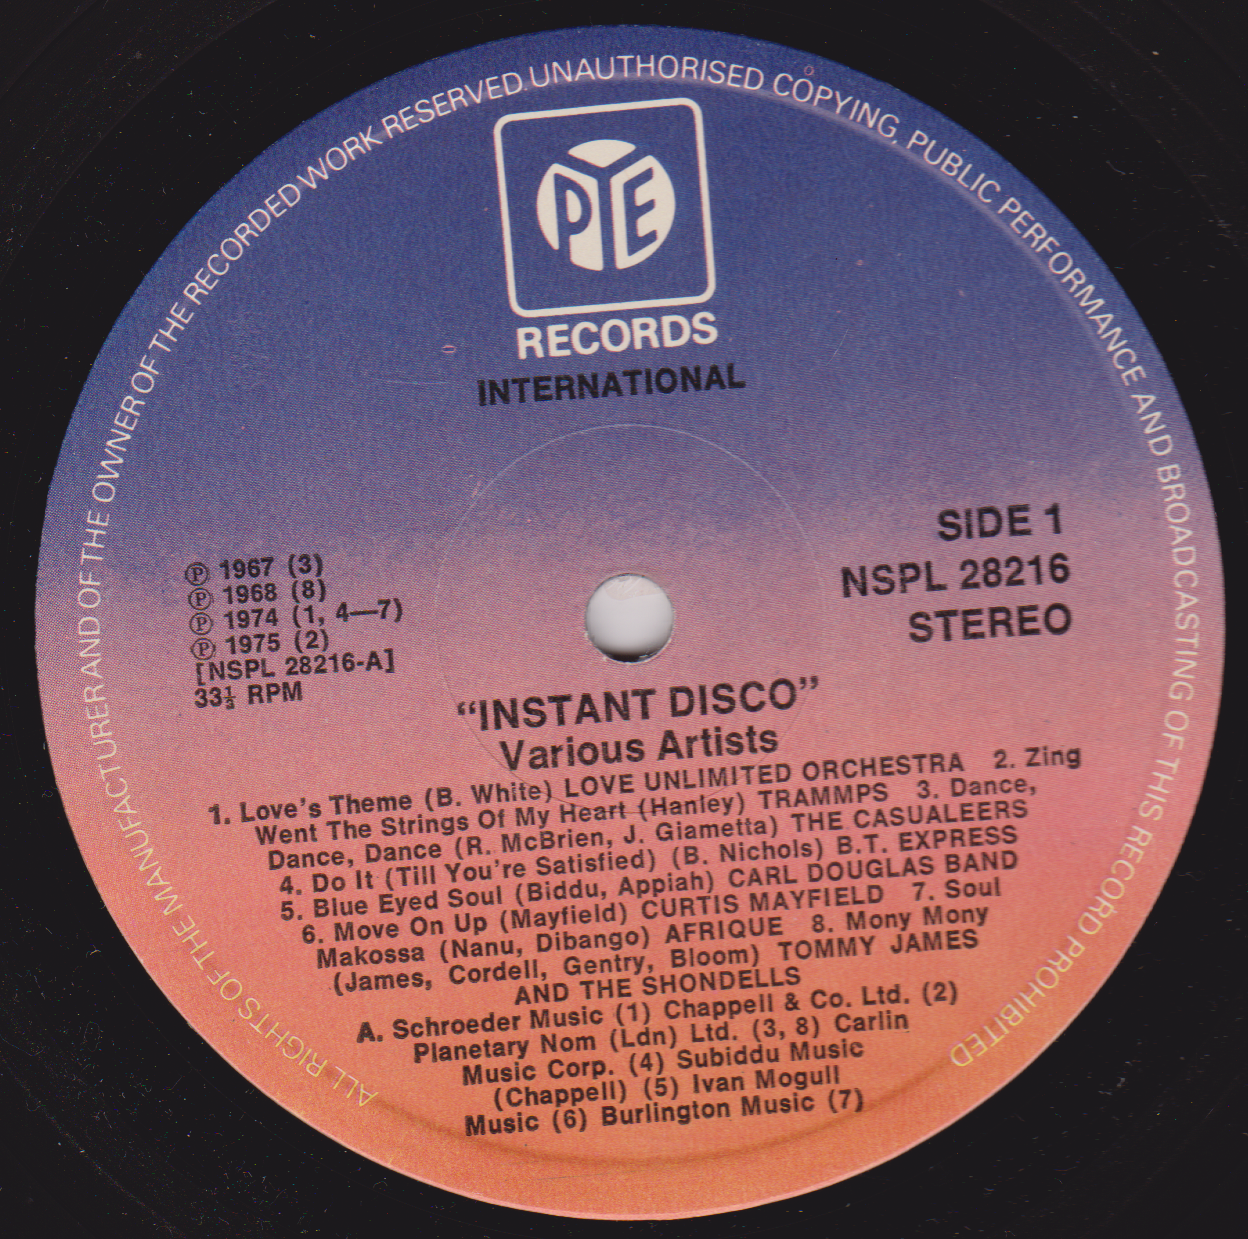 ALL RIGHTS OF THE MANUFACTURER AND OF THE OWNER OF THE RECORDED WORK RESERVED. UNAUTHORISED COPYING, PUBLIC PERFORMANCE AND BROADCASTING OF THIS RECORD PROHIBITED
PYE
RECORDS
INTERNATIONAL
SIDE 1
NSPL 28216
STEREO
Ⓟ 1967 (3)
Ⓟ 1968 (8)
Ⓟ 1974 (1, 4—7)
Ⓟ 1975 (2)
[NSPL 28216-A]
33⅓ RPM
“INSTANT DISCO”
Various Artists
1. Love's Theme (B. White) LOVE UNLIMITED ORCHESTRA 2. Zing
Went The Strings Of My Heart (Hanley) TRAMMPS 3. Dance,
Dance, Dance (R. McBrien, J. Giametta) THE CASUALEERS
4. Do It (Till You're Satisfied) (B. Nichols) B.T. EXPRESS
5. Blue Eyed Soul (Biddu, Appiah) CARL DOUGLAS BAND
6. Move On Up (Mayfield) CURTIS MAYFIELD 7. Soul
Makossa (Nanu, Dibango) AFRIQUE 8. Mony Mony
(James, Cordell, Gentry, Bloom) TOMMY JAMES
AND THE SHONDELLS
A. Schroeder Music (1) Chappell & Co. Ltd. (2)
Planetary Nom (Ldn) Ltd. (3, 8) Carlin
Music Corp. (4) Subiddu Music
(Chappell) (5) Ivan Mogull
Music (6) Burlington Music (7)